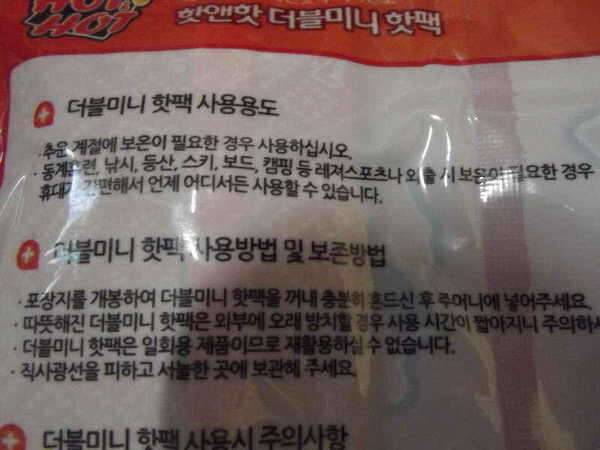 HOT & HOT
핫앤핫 더블미니 핫팩
더블미니 핫팩 사용용도
· 추운 계절에 보온이 필요한 경우 사용하십시오.
· 동계훈련, 낚시, 등산, 스키, 보드, 캠핑 등 레져스포츠나 외출 시 보온이 필요한 경우
휴대가 간편해서 언제 어디서든 사용할 수 있습니다.
더블미니 핫팩 사용방법 및 보존방법
· 포장지를 개봉하여 더블미니 핫팩을 꺼내 충분히 흔드신 후 주머니에 넣어주세요.
· 따뜻해진 더블미니 핫팩은 외부에 오래 방치할 경우 사용 시간이 짧아지니 주의하
· 더블미니 핫팩은 일회용 제품이므로 재활용하실 수 없습니다.
· 직사광선을 피하고 서늘한 곳에 보관해 주세요.
더블미니 핫팩 사용시 주의사항